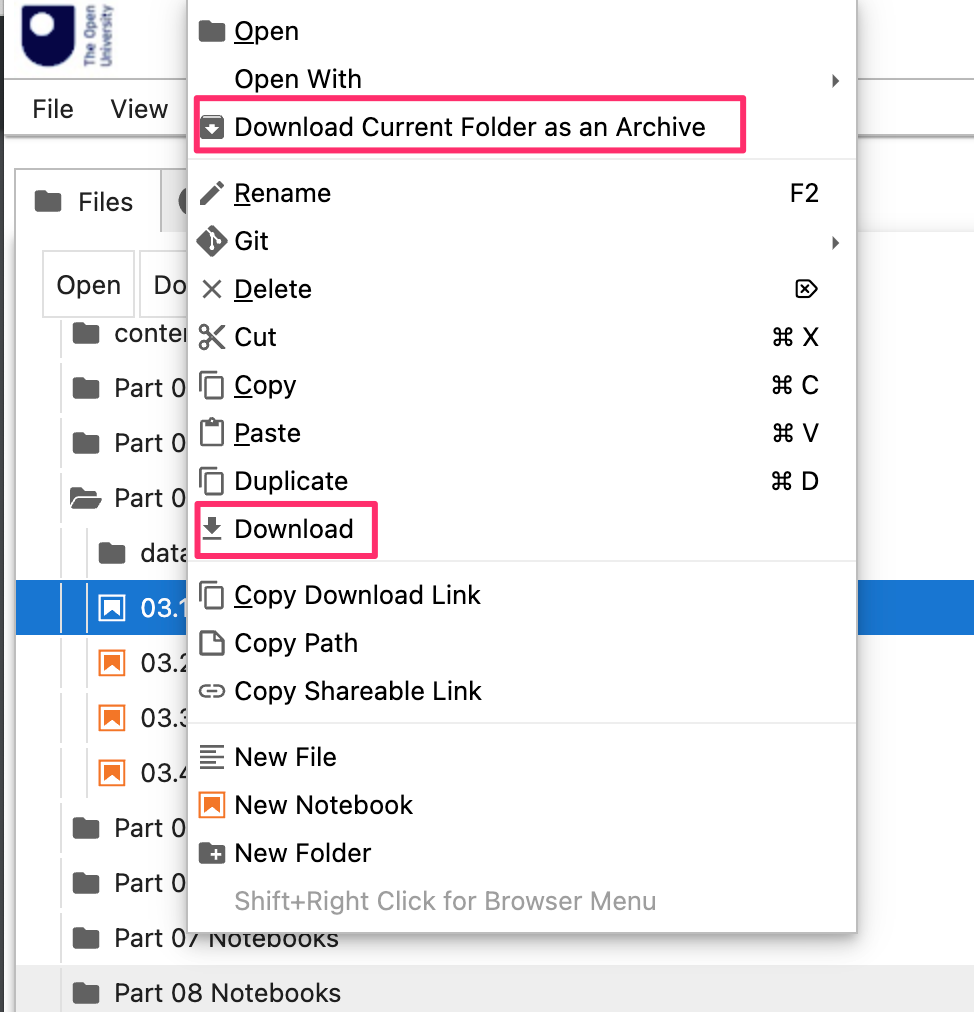 The Open
University
File View
Files
Open Do
conte
Part 0
Part 0
Part 0
data
03.1
03.2
03.3
03.4
Part 0
Part 0
Part 07 Notebooks
Part 08 Notebooks
Open
Open With
Download Current Folder as an Archive
Rename F2
Git
Delete
Cut ⌘ X
Copy ⌘ C
Paste ⌘ V
Duplicate ⌘ D
Download
Copy Download Link
Copy Path
Copy Shareable Link
New File
New Notebook
New Folder
Shift+Right Click for Browser Menu